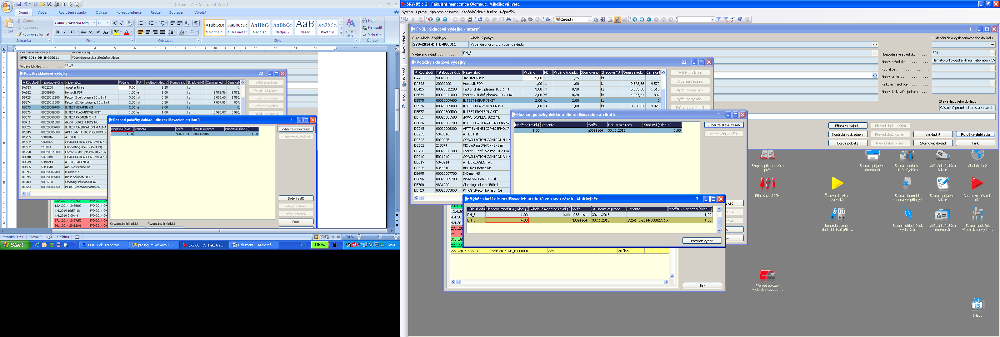 Dokument1 - Microsoft Word
Domů Vložení Rozložení stránky Odkazy Korespondence Revize Zobrazení Vývojář
Vložit
Vyjmout
Kopírovat
Kopírovat formát
Schránka
Calibri (Základní text) 11
Písmo
Odstavec
AaBbCcDc AaBbCcDc AaBbCc AaBbCc AaB AaBbCc.
¶ Normální ¶ Bez mezer Nadpis 1 Nadpis 2 Název Podtitul
Změnit styly
Styly
Najít
Nahradit
Vybrat
Úpravy
Číslo skladové výdejky Skladový pohyb
SVD-2014-DH_B-000011 Výdej diagnostik z příručního skladu
Vydávající sklad DH_B
Položky skladové výdejky 22
Kód zboží Katalogové číslo Název zboží Vydáno MJ Vydáno (sklad.j.) Stornováno Skladová MJ Cena za jed... Cena cell
DA763 9802200 Acustar Rinse 5,00 l 1,25 ks 0,
DA822 20009900 HemosIL FDP 1,00 ks 1,00 ks 9 572,56 9 572,
DB425 00020012200 Factor II def. plasma 10 x 1 ml 3,00 ml 0,30 ks 5 033,60 1 510,
DB574 00020011800 Factor VIII def.plasma, 10 x 1 ml 2,00 ml 0,20 ks 4 037,81 807,
DB575 00020009400 IL TEST HEPARIN KIT 2,00 ks 2,00 ks 0,
DB576 00020009000 IL TEST PLASMINOGEN KIT 1,00 ks 1,00 ks 3 928,87 3 928,
DB577 00020300500 IL TEST PROTEIN C KIT
DB711 00020301500 dRVVt SCREEN,10X2 ML
DB826 00020003700 IL TEST CALIBRATION PLASMA
DC045 00020006300 APTT SYNTHETIC PHOSPHOLIP
DC255 5340016 AT III TH1
DC622 5020025 COAGULATION CONTROL N 1 N
DC632 218044 FIX clotting DG-FIX (5x1 ml)
DC798 00020011300 Factor XI def. plasma 10 x 1 ml
DD040 5021040 COAGULATION CONTROL A 1 N
DD519 5340214 AT III REAGENT A1
DD625 5344510 APC Resistance Kit
DE695 00020007700 D-Dimer HS
DE696 00020009700 Rinse Solution -TOP 4l
DE700 9831700 Cleaning solution 500ml
DE723 00020003050 PT RGT,RecombiPlastin 2G
Výběr z dokladu
Výdej na žádanky
Výdej na operace
Výdej na výrobek
Požad. na materiál
Rozpad položky dokladu dle rozlišovacích atributů 1
Množství (evid.j) Varianta Šarže Datum expirace Množství (sklad.j.)
1,00 n0821164 30.11.2015 1,00
Výběr ze stavu zásob
Generování výr.čísel
Složení z dílů
Měřicí protokol
Měřicí protokoly
Popis
K rozepsání (sklad.j.) Rozepsáno (sklad.j.)
23.4.2014 14:07:34 SVD-2014-DH
13.4.2014 10:36:02 SVD-2014-DH
4.4.2014 10:57:18 SVD-2014-DH
4.4.2014 9:09:44 SVD-2014-DH
27.1.2014 10:27:52 SVD-2014-DH
24.1.2014 20:12:41 SVD-2014-DH
Stránka: 1 z 1 Slova: 0 Čeština 170 %
Start EFA - Fakultní nemoc... pro ing. mIkoškovou, ... SRV-85 : QI Fakultní ... Dokument1 - Microsof... CS 100% 6:58
SRV-85 : QI Fakultní nemocnice Olomouc, Mikošková Iveta
Systém Úpravy Společná nastavení Ovládání aktivní funkce Nápovědy
Základní
Hlavní nabídka
Oblíbené
Okna
FNOL: Skladová výdejka - interní 1
Číslo skladové výdejky Skladový pohyb Evidenční číslo vyskladňovaného dokladu
SVD-2014-DH_B-000011 Výdej diagnostik z příručního skladu
Vydávající sklad DH_B
Hospodářské středisko 3241
Název střediska Hemato-onkologická klinika, laboratoř - SV
Kód akce
Název akce
Kalkulační jednice
Název kalkulační jednice
Stav skladového dokladu
Částečně promítnut do stavu zásob
Příprava majetku Převod zboží - výdej
Kontrola vyskladnění Převod zboží -příjem Vyskladnit Položky dokladu
Účetní položky Převod zboží - aut. Stornovat doklad Tisk
Položky skladové výdejky 22
Kód zboží Katalogové číslo Název zboží Vydáno MJ Vydáno (sklad.j.) Stornováno Skladová MJ Cena za jed... Cena cell
DA763 9802200 Acustar Rinse 5,00 l 1,25 ks 0,
DA822 20009900 HemosIL FDP 1,00 ks 1,00 ks 9 572,56 9 572,
DB425 00020012200 Factor II def. plasma 10 x 1 ml 3,00 ml 0,30 ks 5 033,60 1 510,
DB574 00020011800 Factor VIII def.plasma, 10 x 1 ml 2,00 ml 0,20 ks 4 037,81 807,
DB575 00020009400 IL TEST HEPARIN KIT 2,00 ks 2,00 ks 0,
DB576 00020009000 IL TEST PLASMINOGEN KIT 1,00 ks 1,00 ks 3 928,87 3 928,
DB577 00020300500 IL TEST PROTEIN C KIT
DB711 00020301500 dRVVt SCREEN,10X2 ML
DB826 00020003700 IL TEST CALIBRATION PLASMA
DC045 00020006300 APTT SYNTHETIC PHOSPHOLIP
DC255 5340016 AT III TH1
DC622 5020025 COAGULATION CONTROL N 1 N
DC632 218044 FIX clotting DG-FIX (5x1 ml)
DC798 00020011300 Factor XI def. plasma 10 x 1 ml
DD040 5021040 COAGULATION CONTROL A 1 N
DD519 5340214 AT III REAGENT A1
DD625 5344510 APC Resistance Kit
DE695 00020007700 D-Dimer HS
DE696 00020009700 Rinse Solution -TOP 4l
DE700 9831700 Cleaning solution 500ml
DE723 00020003050 PT RGT,RecombiPlastin 2G
Výběr z dokladu
Výdej na žádanky
Výdej na operace
Výdej na výrobek
Požad. na materiál
Rozpad položky dokladu dle rozlišovacích atributů 1
Množství (evid.j) Varianta Šarže Datum expirace Množství (sklad.j.)
1,00 n0821164 30.11.2015 1,00
Výběr ze stavu zásob
Generování výr.čísel
Výběr zboží dle rozlišovacích atributů ze stavu zásob - Multivýběr 2
Číslo skladu Skladové množství (sklad.j.) Skladové množství (evid.j.) Šarže Datum expirace Varianta Množství k dispozici (sklad.j.)
DH_B 1,00 0,00 n0821164 30.11.2015 1,00
DH_B 4,00 N0821164 30.11.2015 Z3241_B-2014-000027, 1.4 4,00
Potvrdit výběr
22.1.2014 8:27:09 SVSP-2014-DH_B-000001 3241 Zrušen
Tisk
Skupiny přístupových práv
Seznam přijatých dobropisů
Seznam dodacích listů přijatých
Vkládání přijatých faktur
Číselník zboží
Přihlašovací účty
Časová struktura závazků
Seznam interních objednávek přijatých
Seznam přijatých faktur
Apotheke - číselník léků
Kontrola ocenění dodacích listů přija...
Seznam objednávek vydaných
Vkládání přijatých dobropisů
Seznam položek všech skladových ...
Přehled položek výdejek s vazbou ...
Sklady